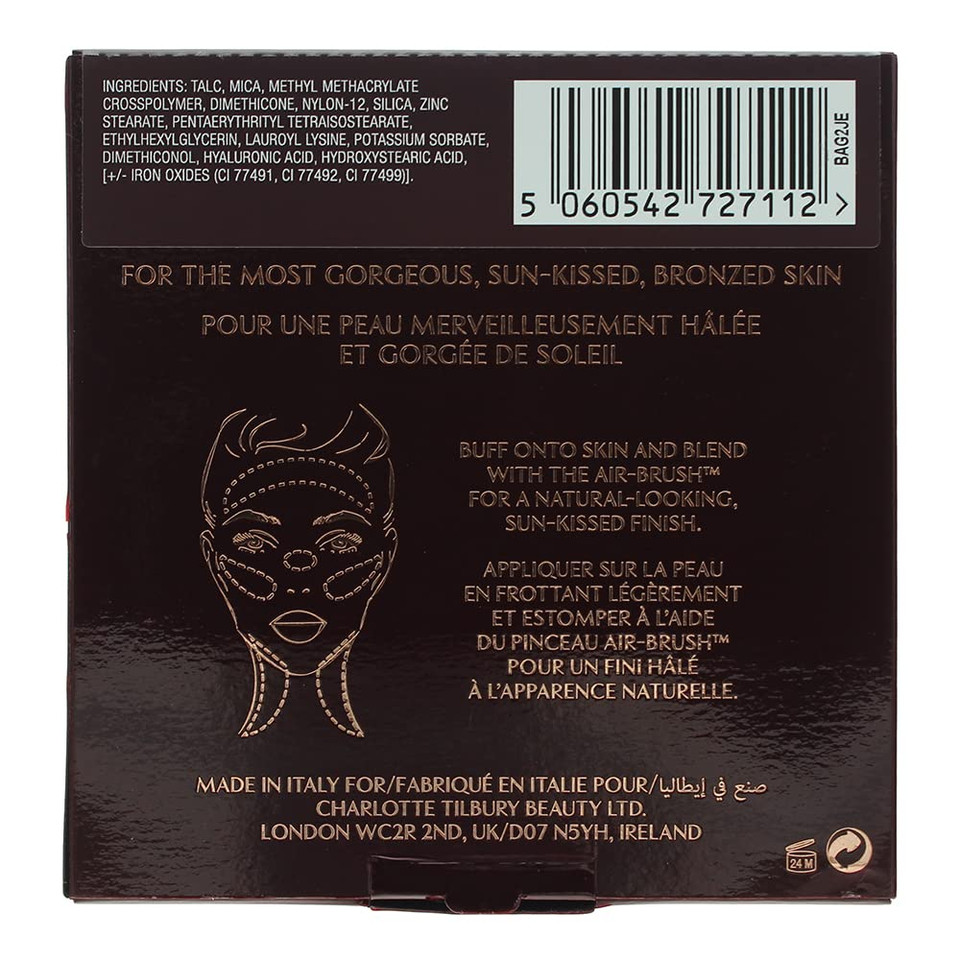 INGREDIENTS: TALC, MICA, METHYL METHACRYLATE
CROSSPOLYMER, DIMETHICONE, NYLON-12, SILICA, ZINC
STEARATE, PENTAERYTHRITYL TETRAISOSTEARATE,
ETHYLHEXYLGLYCERIN, LAUROYL LYSINE, POTASSIUM SORBATE,
DIMETHICONOL, HYALURONIC ACID, HYDROXYSTEARIC ACID,
[+/- IRON OXIDES (CI 77491, CI 77492, CI 77499)].
BAG2JE
5 060542 727112 >
FOR THE MOST GORGEOUS, SUN-KISSED, BRONZED SKIN
POUR UNE PEAU MERVEILLEUSEMENT HÂLÉE
ET GORGÉE DE SOLEIL
BUFF ONTO SKIN AND BLEND
WITH THE AIR-BRUSH™
FOR A NATURAL-LOOKING,
SUN-KISSED FINISH.
APPLIQUER SUR LA PEAU
EN FROTTANT LÉGÈREMENT
ET ESTOMPER À L'AIDE
DU PINCEAU AIR-BRUSH™
POUR UN FINI HÂLÉ
À L'APPARENCE NATURELLE.
MADE IN ITALY FOR/FABRIQUÉ EN ITALIE POUR/صنع في إيطاليا
CHARLOTTE TILBURY BEAUTY LTD.
LONDON WC2R 2ND, UK/D07 N5YH, IRELAND
24 M